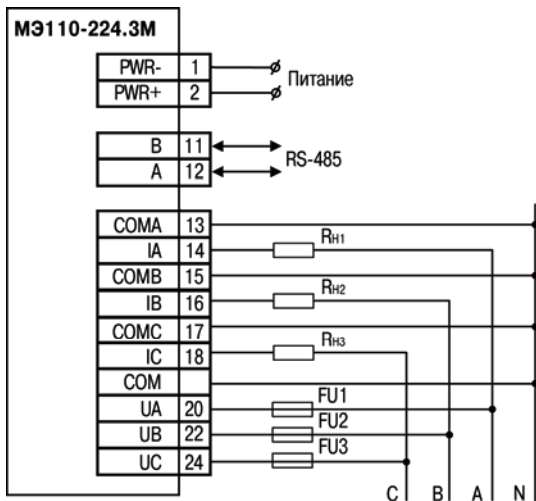 МЭ110-224.3М
PWR- 1
PWR+ 2
Питание
B 11
A 12
RS-485
COMA 13
IA 14 Rн1
COMB 15
IB 16 Rн2
COMC 17
IC 18 Rн3
COM
UA 20 FU1
UB 22 FU2
UC 24 FU3
C B A N